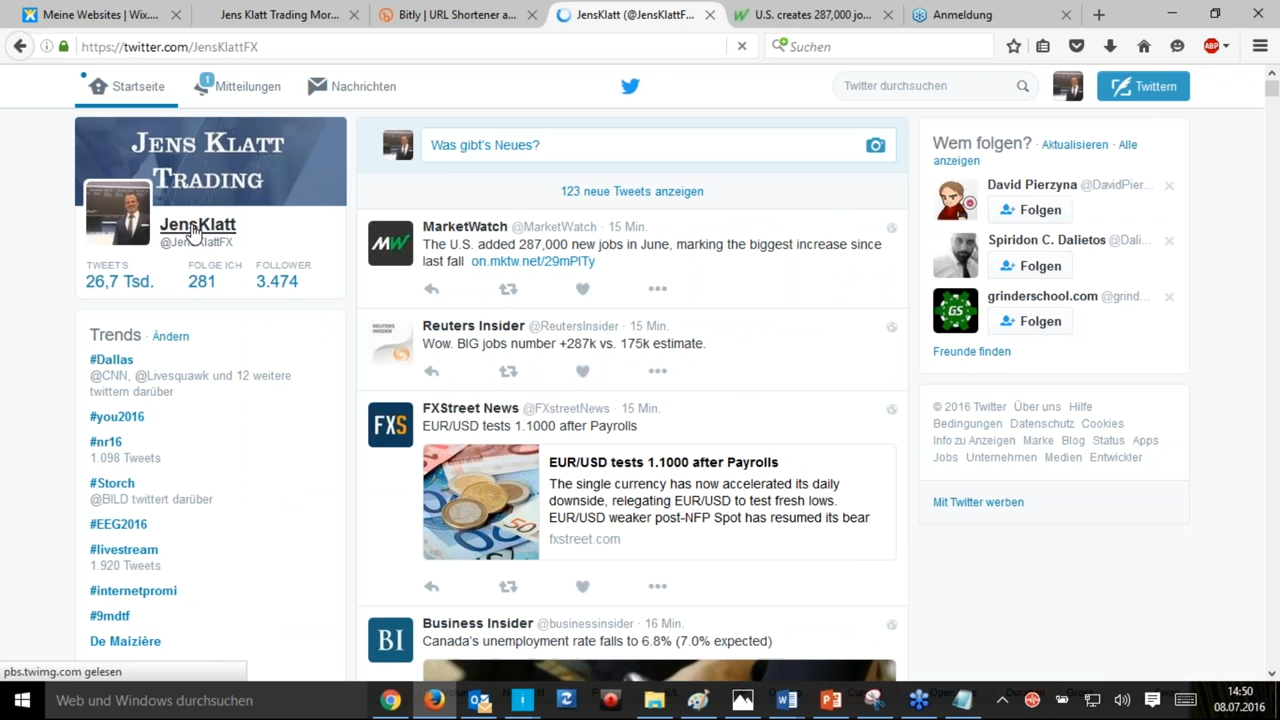 Meine Websites | Wix....
Jens Klatt Trading Mor...
Bitly | URL Shortener a...
JensKlatt (@JensKlattF...
U.S. creates 287,000 jo...
Anmeldung
https://twitter.com/JensKlattFX
Suchen
ABP
Startseite
1
Mitteilungen
Nachrichten
Twitter durchsuchen
Twittern
JENS KLATT
TRADING
JensKlatt
TWEETS
FOLGE ICH
FOLLOWER
26,7 Tsd.
281
3.474
Trends · Ändern
#Dallas
@CNN, @Livesquawk und 12 weitere
twittern darüber
#you2016
#nr16
1.098 Tweets
#Storch
@BILD twittert darüber
#EEG2016
#livestream
1.920 Tweets
#internetpromi
#9mdtf
De Maizière
pbs.twimg.com gelesen
Was gibt's Neues?
123 neue Tweets anzeigen
MW
MarketWatch @MarketWatch · 15 Min.
The U.S. added 287,000 new jobs in June, marking the biggest increase since
last fall on.mktw.net/29mPlTy
REUTERS
INSIDER
Reuters Insider @ReutersInsider · 15 Min.
Wow. BIG jobs number +287k vs. 175k estimate.
FXS
FXStreet News @FXstreetNews · 15 Min.
EUR/USD tests 1.1000 after Payrolls
EUR/USD tests 1.1000 after Payrolls
The single currency has now accelerated its daily
downside, relegating EUR/USD to test fresh lows.
EUR/USD weaker post-NFP Spot has resumed its bear
fxstreet.com
BI
Business Insider @businessinsider · 16 Min.
Canada's unemployment rate falls to 6.8% (7.0% expected)
Wem folgen? · Aktualisieren · Alle
anzeigen
David Pierzyna @DavidPier...
Folgen
Spiridon C. Dalietos @Dali...
Folgen
GS
grinderschool.com @grind...
Folgen
Freunde finden
© 2016 Twitter Über uns Hilfe
Bedingungen Datenschutz Cookies
Info zu Anzeigen Marke Blog Status Apps
Jobs Unternehmen Medien Entwickler
Mit Twitter werben
Web und Windows durchsuchen
14:50
08.07.2016